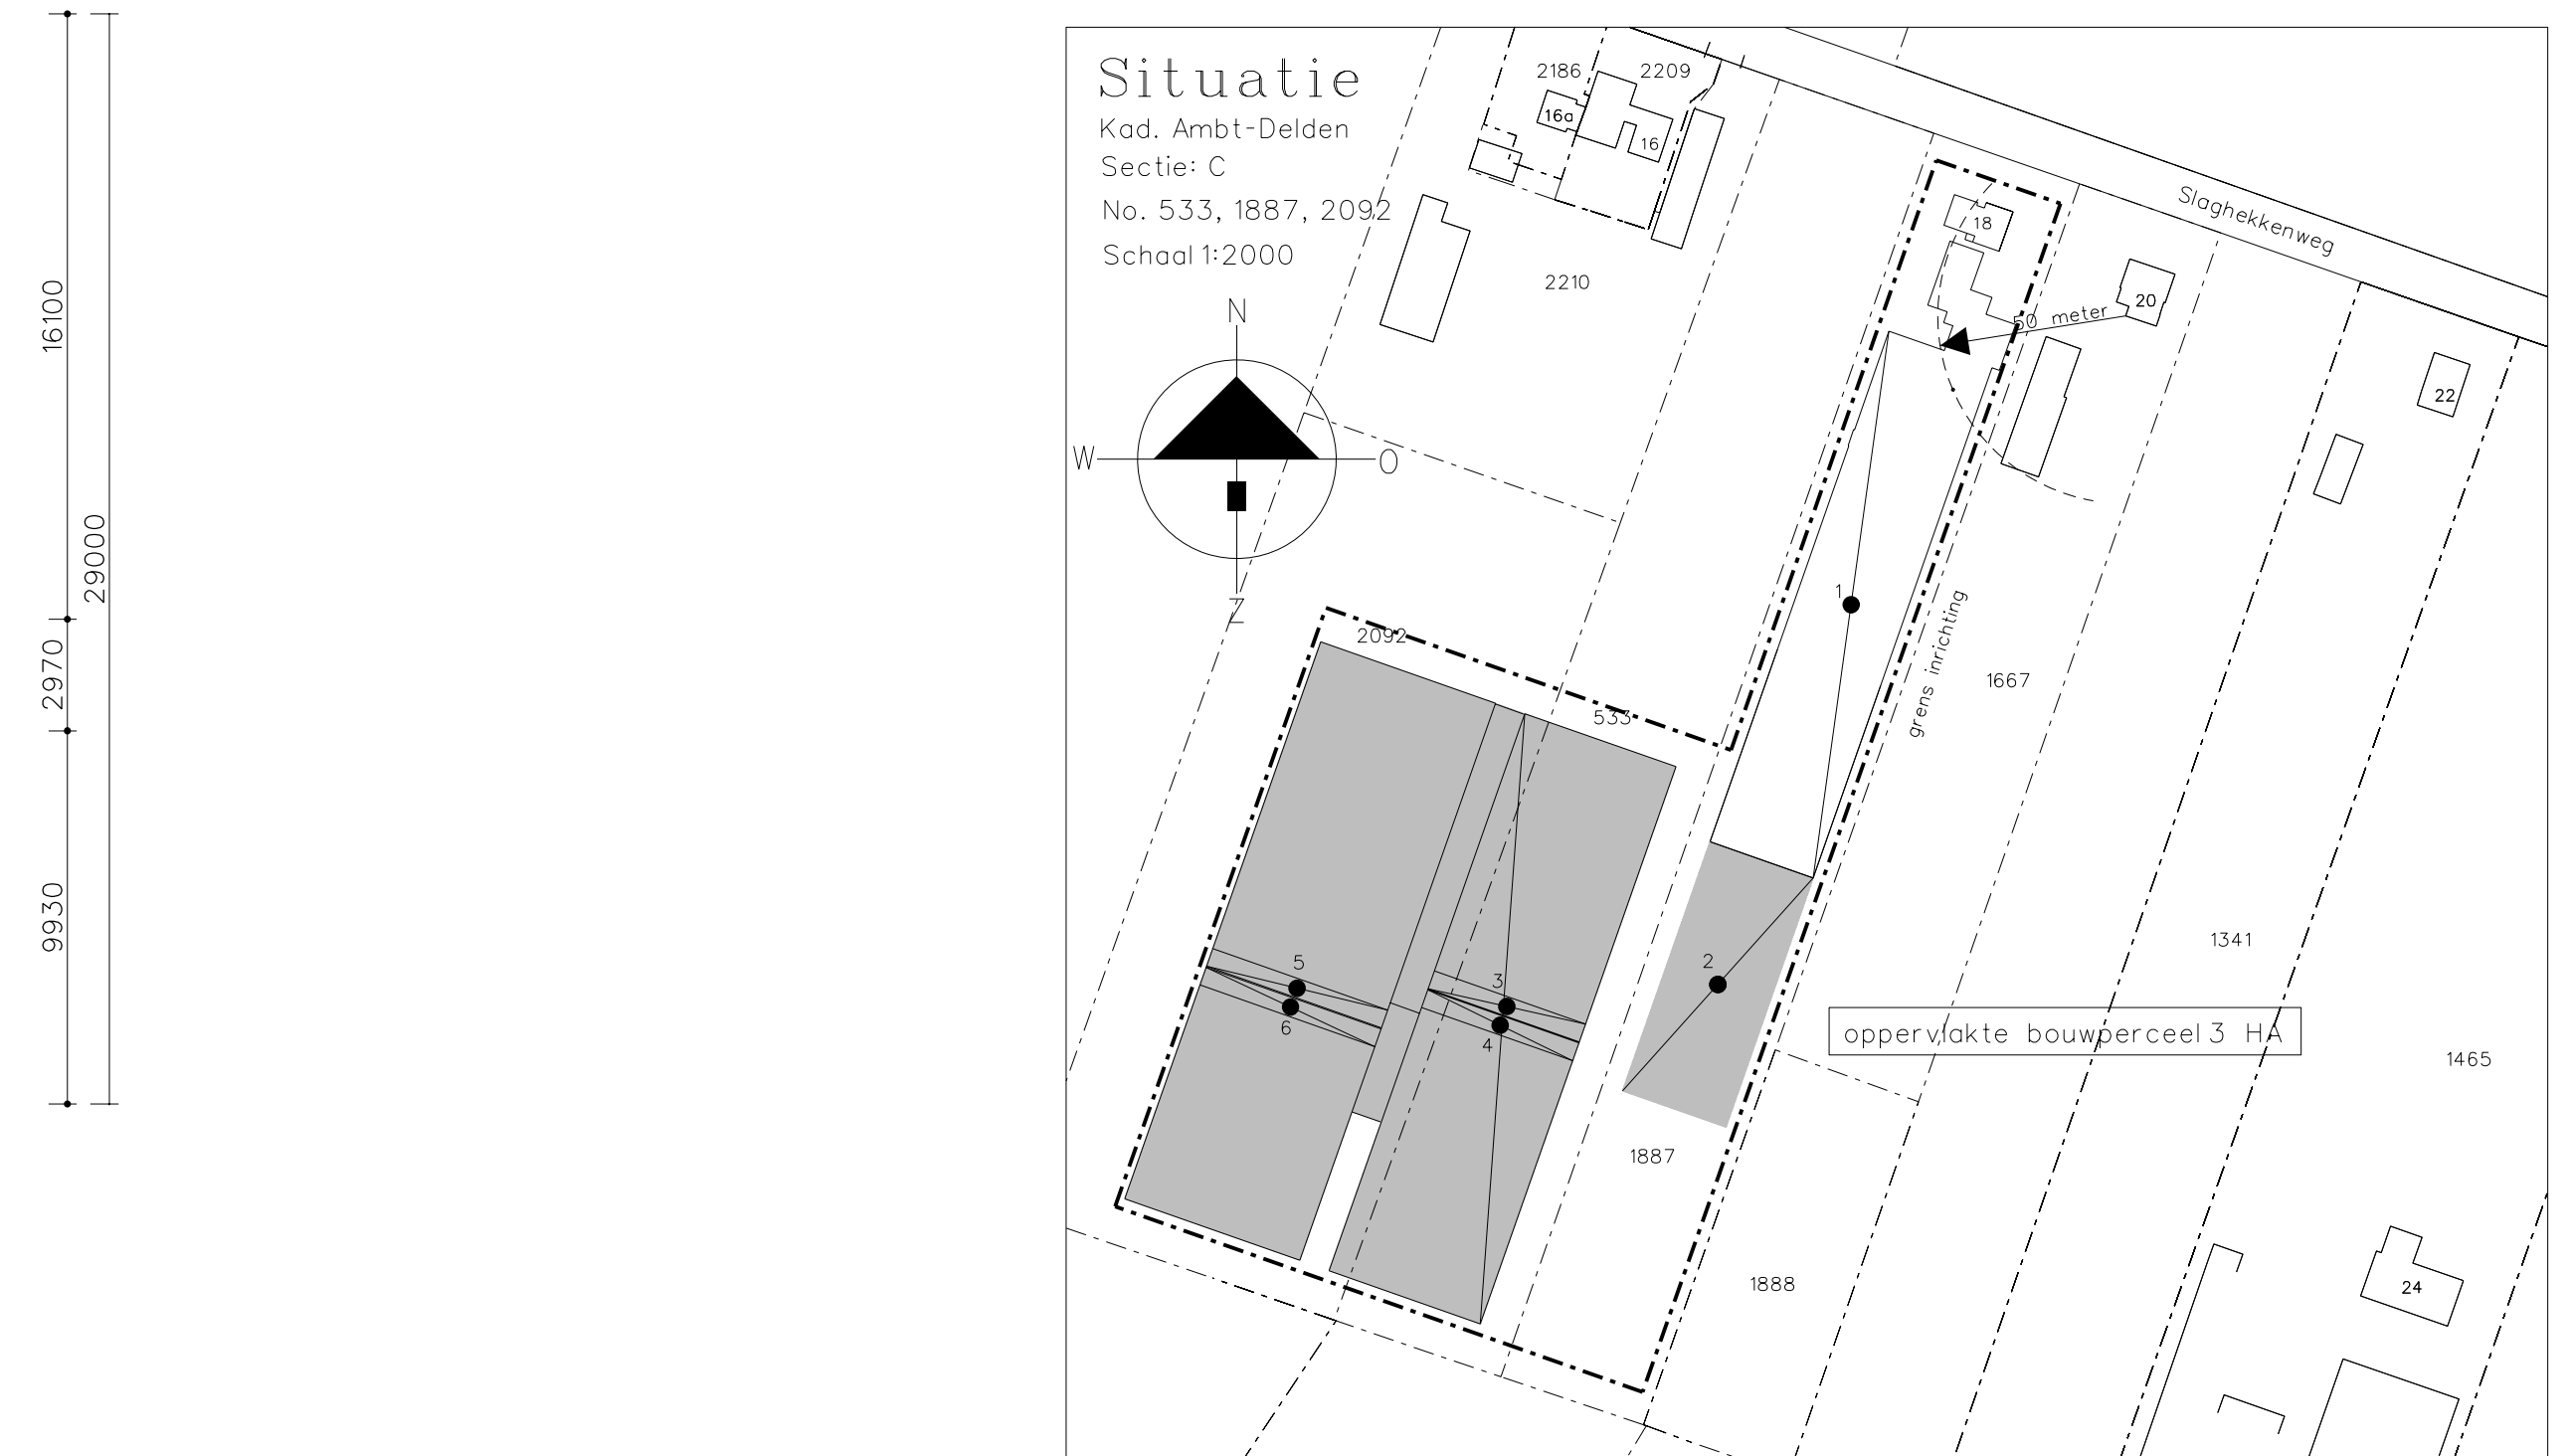 16100
29000
2970
9930
Situatie
Kad. Ambt-Delden
Sectie: C
No. 533, 1887, 2092
Schaal 1:2000
N
W
O
Z
2186
2209
16a
16
2210
18
Slaghekkenweg
20
50 meter
22
1
grens inrichting
2092
533
1667
1341
5
6
3
4
2
oppervlakte bouwperceel 3 HA
1465
1887
1888
24